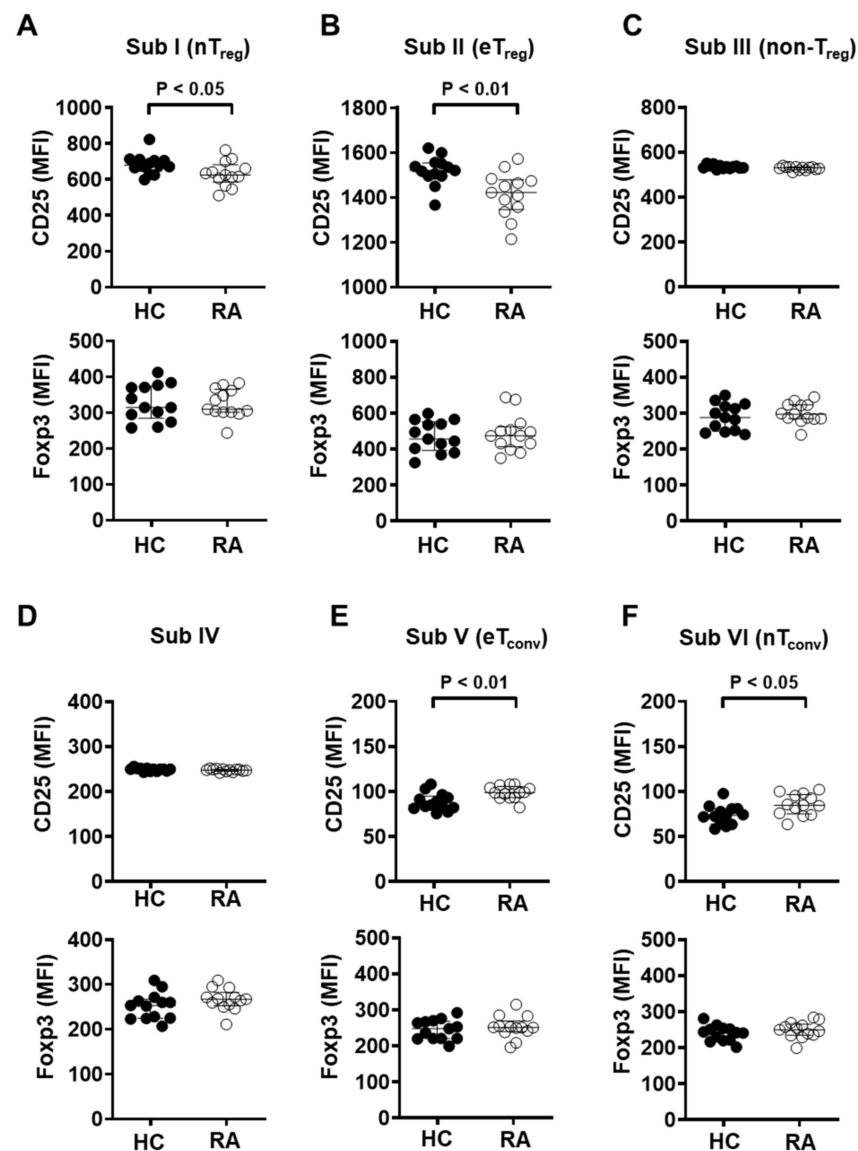 A
Sub I (nTreg)
P < 0.05
CD25 (MFI)
1000
800
600
400
200
0
HC RA
Foxp3 (MFI)
500
400
300
200
100
0
HC RA
B
Sub II (eTreg)
P < 0.01
CD25 (MFI)
1800
1600
1400
1200
1000
HC RA
Foxp3 (MFI)
1000
800
600
400
200
0
HC RA
C
Sub III (non-Treg)
CD25 (MFI)
800
600
400
200
0
HC RA
Foxp3 (MFI)
500
400
300
200
100
0
HC RA
D
Sub IV
CD25 (MFI)
400
300
200
100
0
HC RA
Foxp3 (MFI)
400
300
200
100
0
HC RA
E
Sub V (eTconv)
P < 0.01
CD25 (MFI)
200
150
100
50
0
HC RA
Foxp3 (MFI)
500
400
300
200
100
0
HC RA
F
Sub VI (nTconv)
P < 0.05
CD25 (MFI)
200
150
100
50
0
HC RA
Foxp3 (MFI)
500
400
300
200
100
0
HC RA